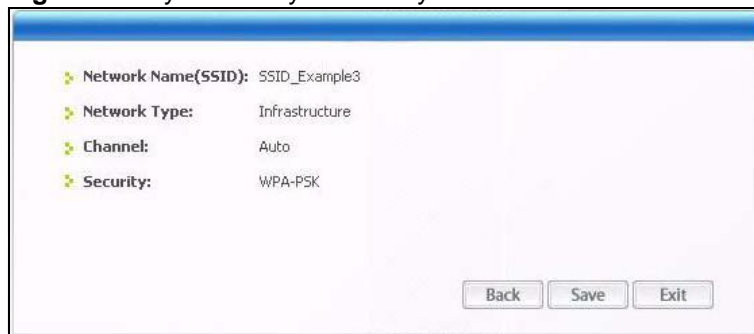 Network Name(SSID): SSID_Example3
Network Type: Infrastructure
Channel: Auto
Security: WPA-PSK
Back Save Exit